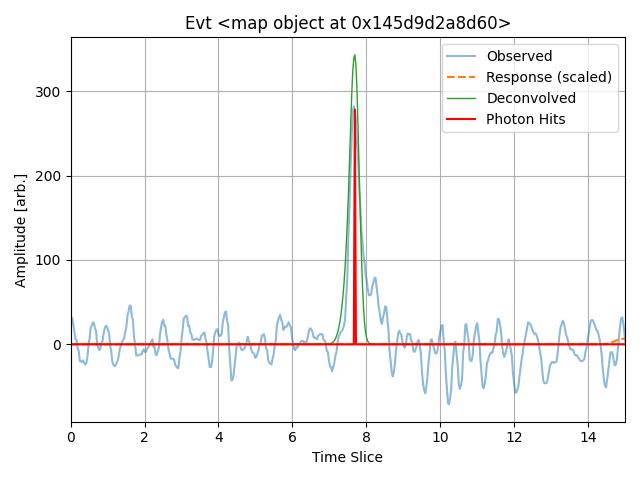 Evt <map object at 0x145d9d2a8d60>
Observed
Response (scaled)
Deconvolved
Photon Hits
Amplitude [arb.]
300
200
100
0
0 2 4 6 8 10 12 14
Time Slice